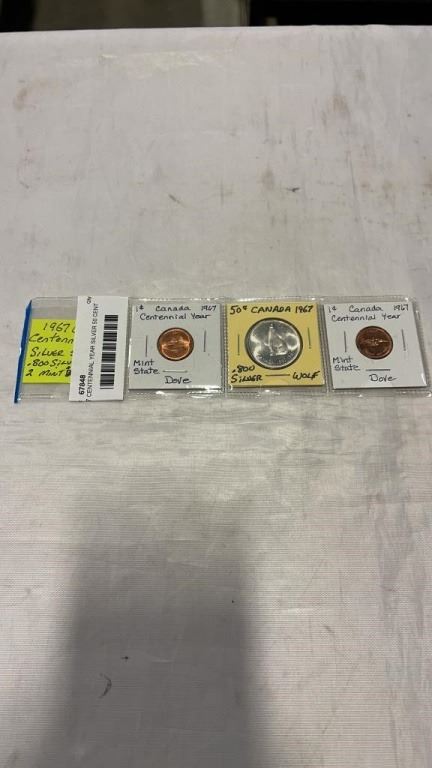 1967
Centenn
Silver
.800 Silv
2 Mint
67848
7 CENTENNIAL YEAR SILVER 50 CENT
1¢ Canada 1967
Centennial Year
Mint
State
Dove
50¢ CANADA 1967
.800
SILVER WOLF
1¢ Canada 1967
Centennial Year
Mint
State
Dove